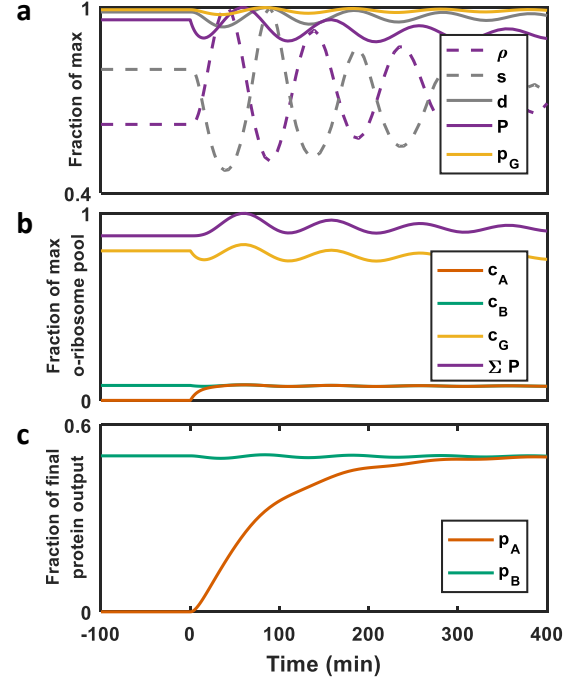 a
1
Fraction of max
0.4
ρ
s
d
P
p_G
b
1
Fraction of max
o-ribosome pool
0
c_A
c_B
c_G
Σ P
c
0.6
Fraction of final
protein output
0
p_A
p_B
-100 0 100 200 300 400
Time (min)